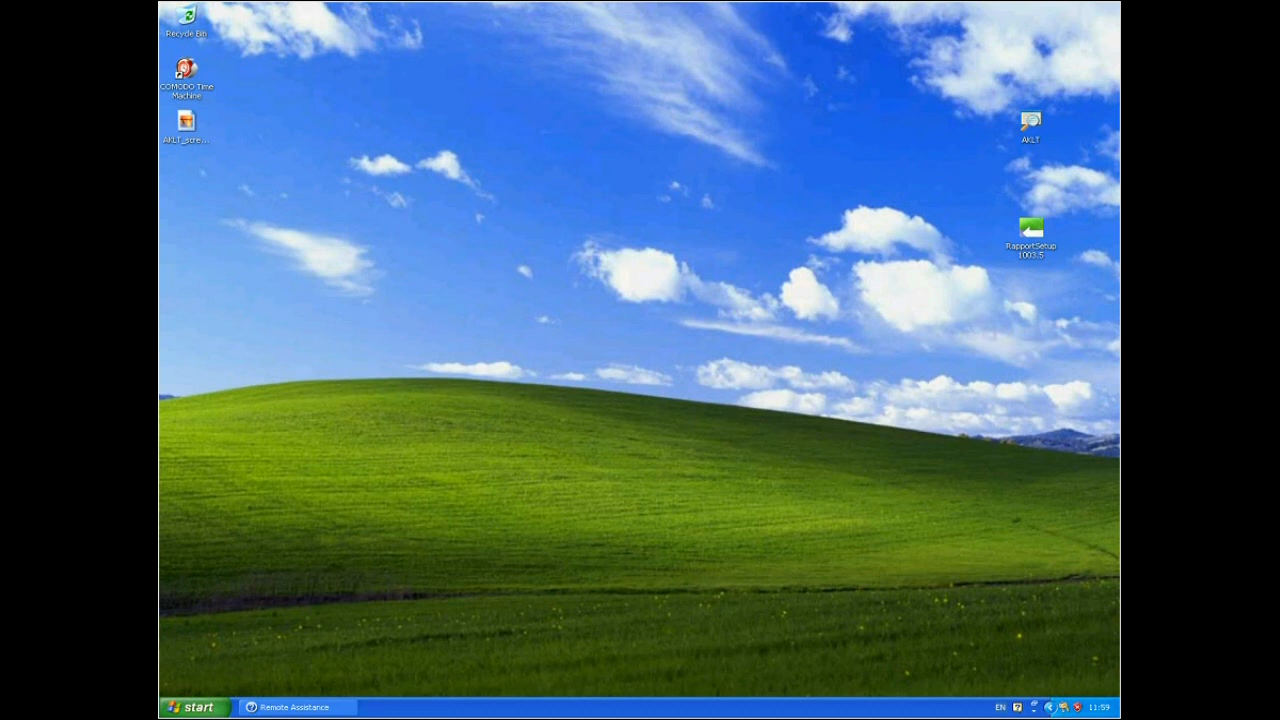 Recycle Bin
COMODO Time
Machine
AKLT_scre...
AKLT
RapportSetup
1003.5
start
Remote Assistance
EN
11:59